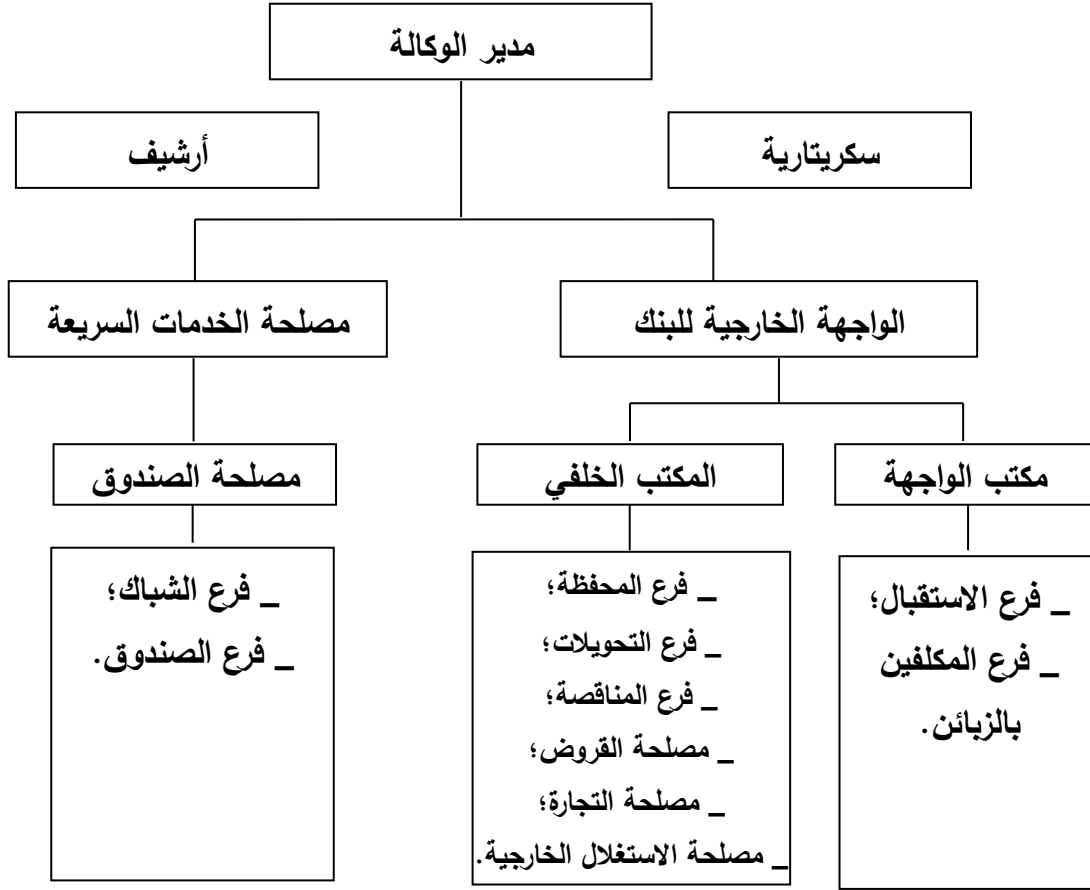 مدير الوكالة
سكريتارية
أرشيف
الواجهة الخارجية للبنك
مصلحة الخدمات السريعة
مكتب الواجهة
المكتب الخلفي
مصلحة الصندوق
_ فرع الاستقبال؛
_ فرع المكلفين
بالزبائن.
_ فرع المحفظة؛
_ فرع التحويلات؛
_ فرع المناقصة؛
_ مصلحة القروض؛
_ مصلحة التجارة؛
_ مصلحة الاستغلال الخارجية.
_ فرع الشباك؛
_ فرع الصندوق.